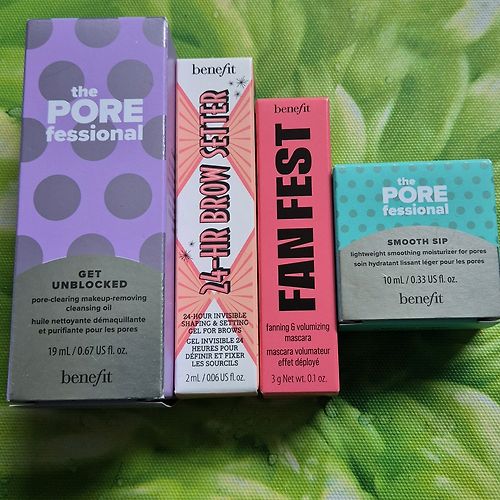 the
PORE
fessional
GET
UNBLOCKED
pore-clearing makeup-removing
cleansing oil
huile nettoyante démaquillante
et purifiante pour les pores
19 mL / 0.67 US fl. oz.
benefit
benefit
24-HR BROW SETTER
24-HOUR INVISIBLE
SHAPING & SETTING
GEL FOR BROWS
GEL INVISIBLE 24
HEURES POUR
DÉFINIR ET FIXER
LES SOURCILS
2 mL / 0.06 US fl. oz.
benefit
FAN FEST
fanning & volumizing
mascara
mascara volumateur
effet déployé
3 g Net wt. 0.1 oz.
the
PORE
fessional
SMOOTH SIP
lightweight smoothing moisturizer for pores
soin hydratant lissant léger pour les pores
10 mL / 0.33 US fl. oz.
benefit